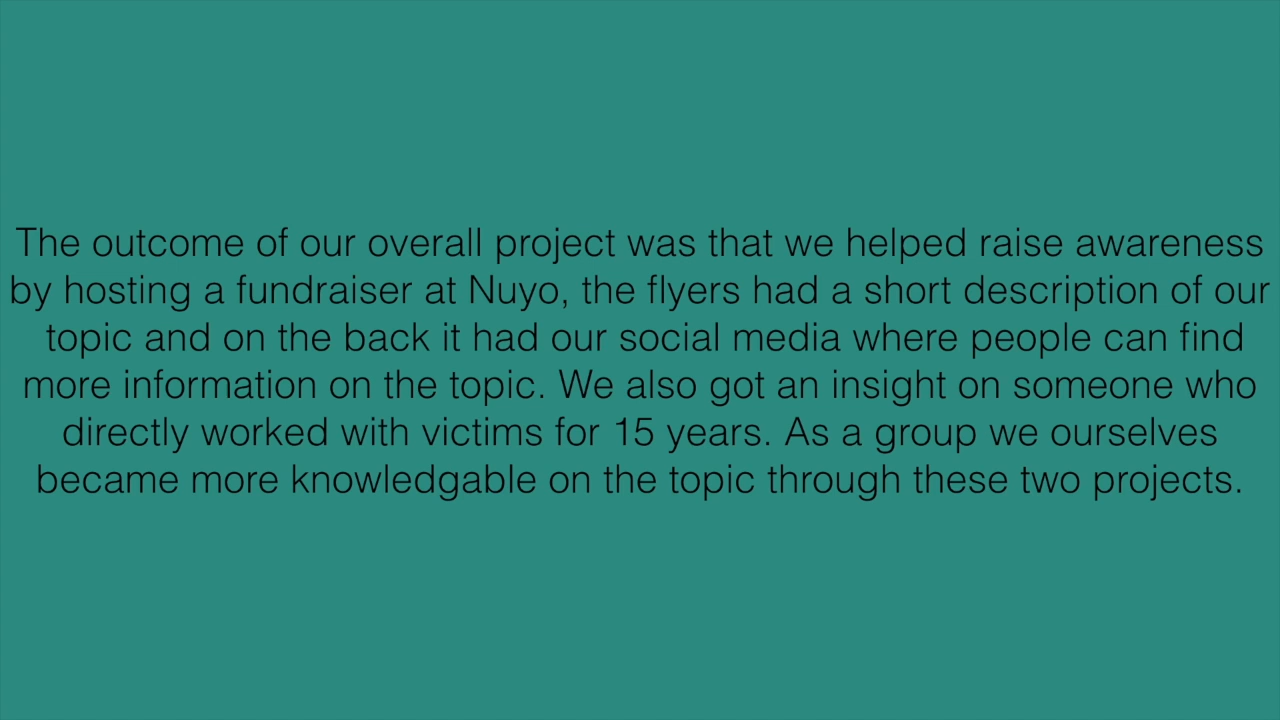 The outcome of our overall project was that we helped raise awareness
by hosting a fundraiser at Nuyo, the flyers had a short description of our
topic and on the back it had our social media where people can find
more information on the topic. We also got an insight on someone who
directly worked with victims for 15 years. As a group we ourselves
became more knowledgable on the topic through these two projects.